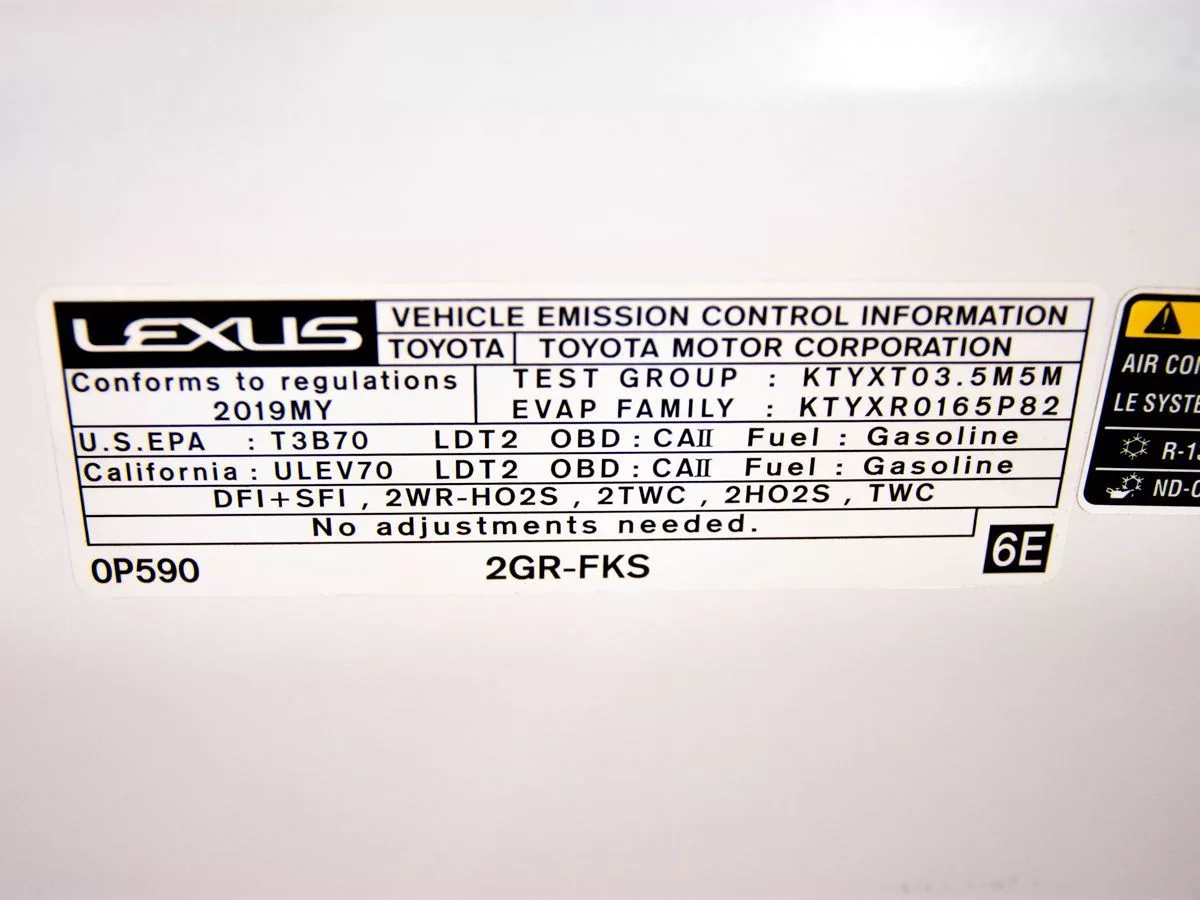 LEXUS
VEHICLE EMISSION CONTROL INFORMATION
TOYOTA TOYOTA MOTOR CORPORATION
Conforms to regulations
2019MY
TEST GROUP : KTYXT03.5M5M
EVAP FAMILY : KTYXR0165P82
U.S.EPA : T3B70 LDT2 OBD : CAII Fuel : Gasoline
California : ULEV70 LDT2 OBD : CAII Fuel : Gasoline
DFI+SFI , 2WR-HO2S , 2TWC , 2HO2S , TWC
No adjustments needed.
0P590 2GR-FKS 6E
AIR
LE